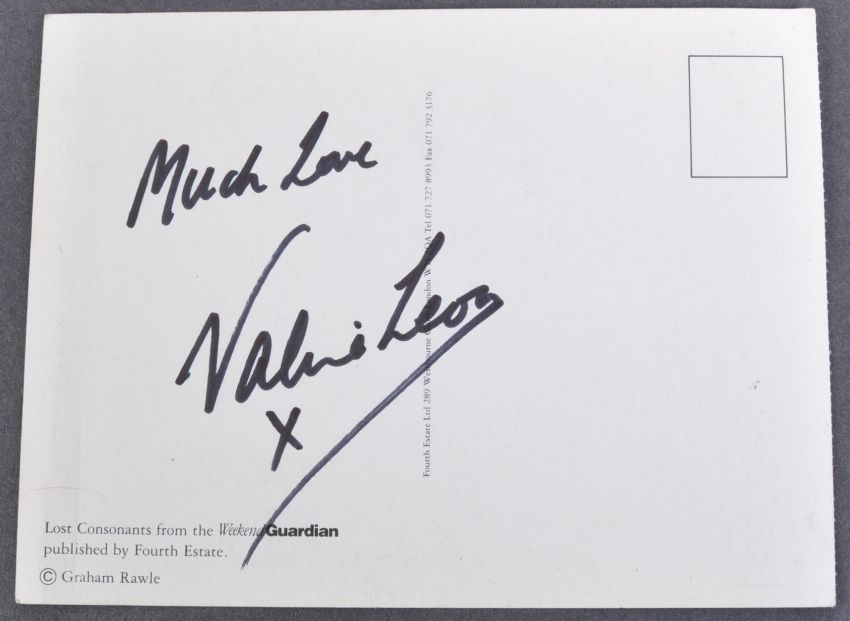 Much Love
Valerie Leon
X
Fourth Estate Ltd 289 Westbourne London W11 Tel 071 727 8993 Fax 071 792 3176
Lost Consonants from the Weekend Guardian
published by Fourth Estate.
© Graham Rawle